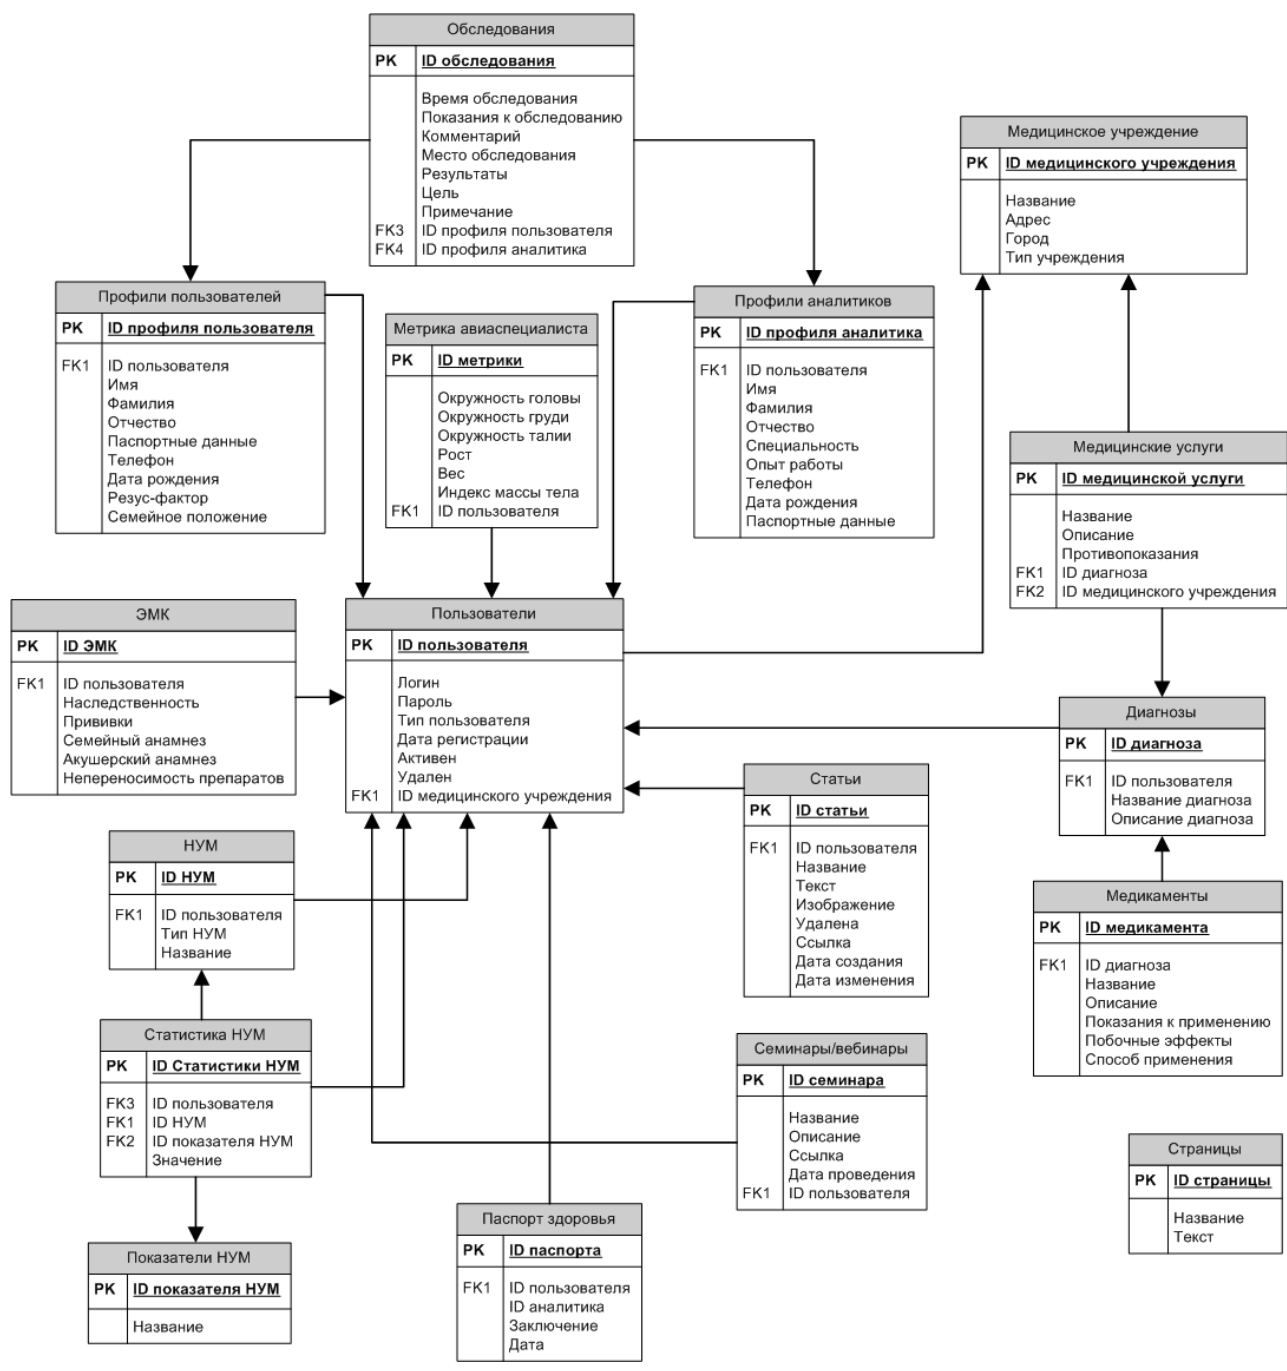 Обследования
PK ID обследования
Время обследования
Показания к обследованию
Комментарий
Место обследования
Результаты
Цель
Примечание
FK3 ID профиля пользователя
FK4 ID профиля аналитика
Медицинское учреждение
PK ID медицинского учреждения
Название
Адрес
Город
Тип учреждения
Профили пользователей
PK ID профиля пользователя
FK1 ID пользователя
Имя
Фамилия
Отчество
Паспортные данные
Телефон
Дата рождения
Резус-фактор
Семейное положение
Метрика авиаспециалиста
PK ID метрики
Окружность головы
Окружность груди
Окружность талии
Рост
Вес
Индекс массы тела
FK1 ID пользователя
Профили аналитиков
PK ID профиля аналитика
FK1 ID пользователя
Имя
Фамилия
Отчество
Специальность
Опыт работы
Телефон
Дата рождения
Паспортные данные
Медицинские услуги
PK ID медицинской услуги
Название
Описание
Противопоказания
FK1 ID диагноза
FK2 ID медицинского учреждения
ЭМК
PK ID ЭМК
FK1 ID пользователя
Наследственность
Прививки
Семейный анамнез
Акушерский анамнез
Непереносимость препаратов
Пользователи
PK ID пользователя
Логин
Пароль
Тип пользователя
Дата регистрации
Активен
Удален
FK1 ID медицинского учреждения
Диагнозы
PK ID диагноза
FK1 ID пользователя
Название диагноза
Описание диагноза
Статьи
PK ID статьи
FK1 ID пользователя
Название
Текст
Изображение
Удалена
Ссылка
Дата создания
Дата изменения
НУМ
PK ID НУМ
FK1 ID пользователя
Тип НУМ
Название
Медикаменты
PK ID медикамента
FK1 ID диагноза
Название
Описание
Показания к применению
Побочные эффекты
Способ применения
Статистика НУМ
PK ID Статистики НУМ
FK3 ID пользователя
FK1 ID НУМ
FK2 ID показателя НУМ
Значение
Семинары/вебинары
PK ID семинара
Название
Описание
Ссылка
Дата проведения
FK1 ID пользователя
Страницы
PK ID страницы
Название
Текст
Паспорт здоровья
PK ID паспорта
FK1 ID пользователя
ID аналитика
Заключение
Дата
Показатели НУМ
PK ID показателя НУМ
Название